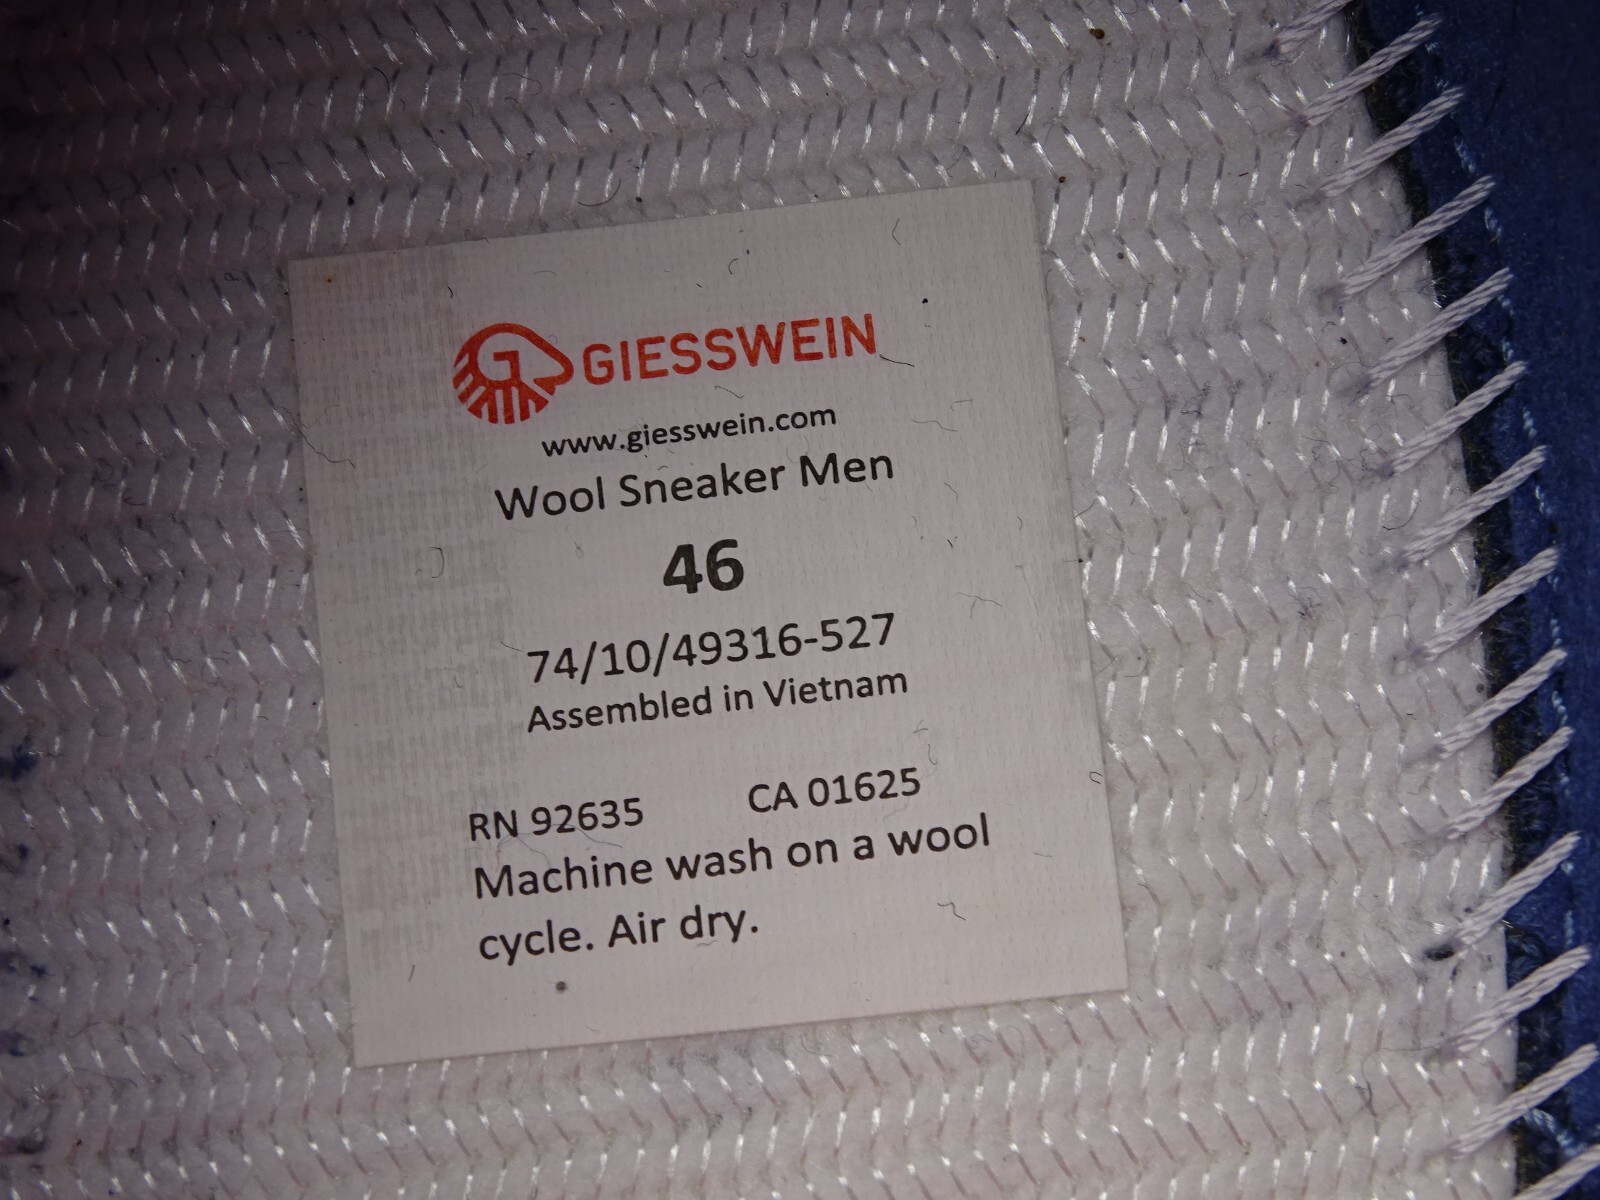 GIESSWEIN
www.giesswein.com
Wool Sneaker Men
46
74/10/49316-527
Assembled in Vietnam
RN 92635 CA 01625
Machine wash on a wool
cycle. Air dry.